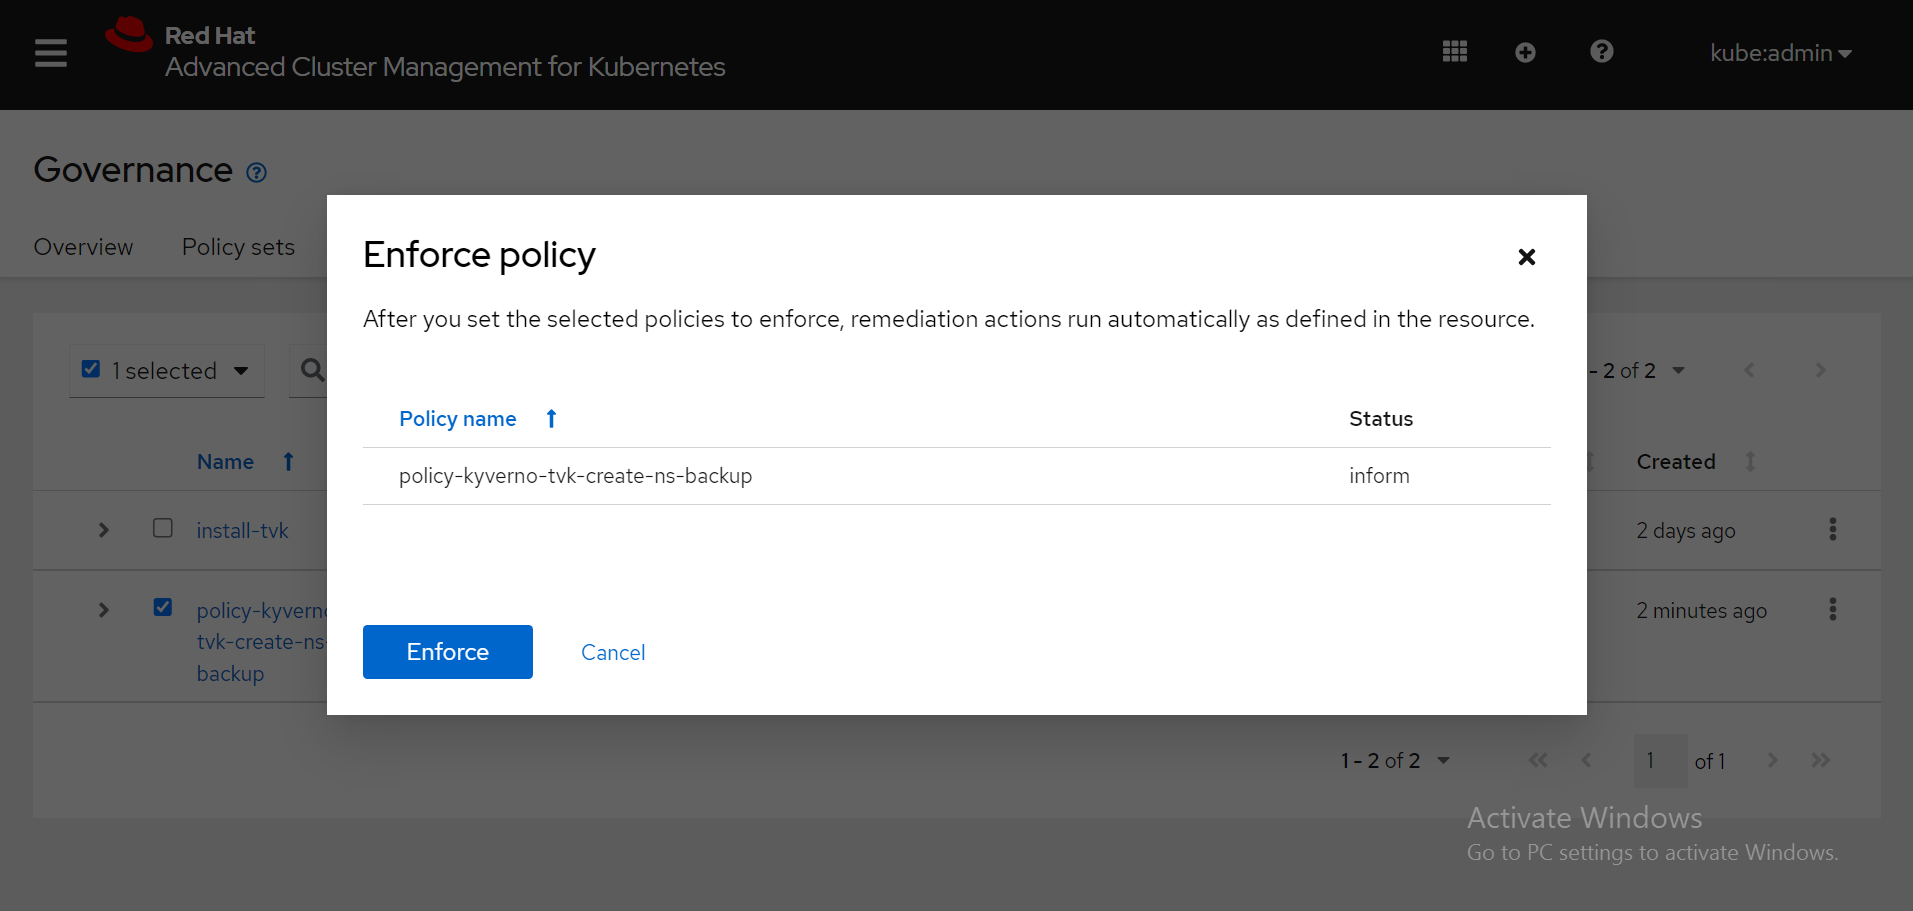 Red Hat
Advanced Cluster Management for Kubernetes
kube:admin
Governance
Overview
Policy sets
Enforce policy
After you set the selected policies to enforce, remediation actions run automatically as defined in the resource.
1 selected
- 2 of 2
Policy name
Status
policy-kyverno-tvk-create-ns-backup
inform
Name
Created
install-tvk
2 days ago
policy-kyverno
tvk-create-ns-
backup
2 minutes ago
Enforce
Cancel
1 - 2 of 2
1
of 1
Activate Windows
Go to PC settings to activate Windows.